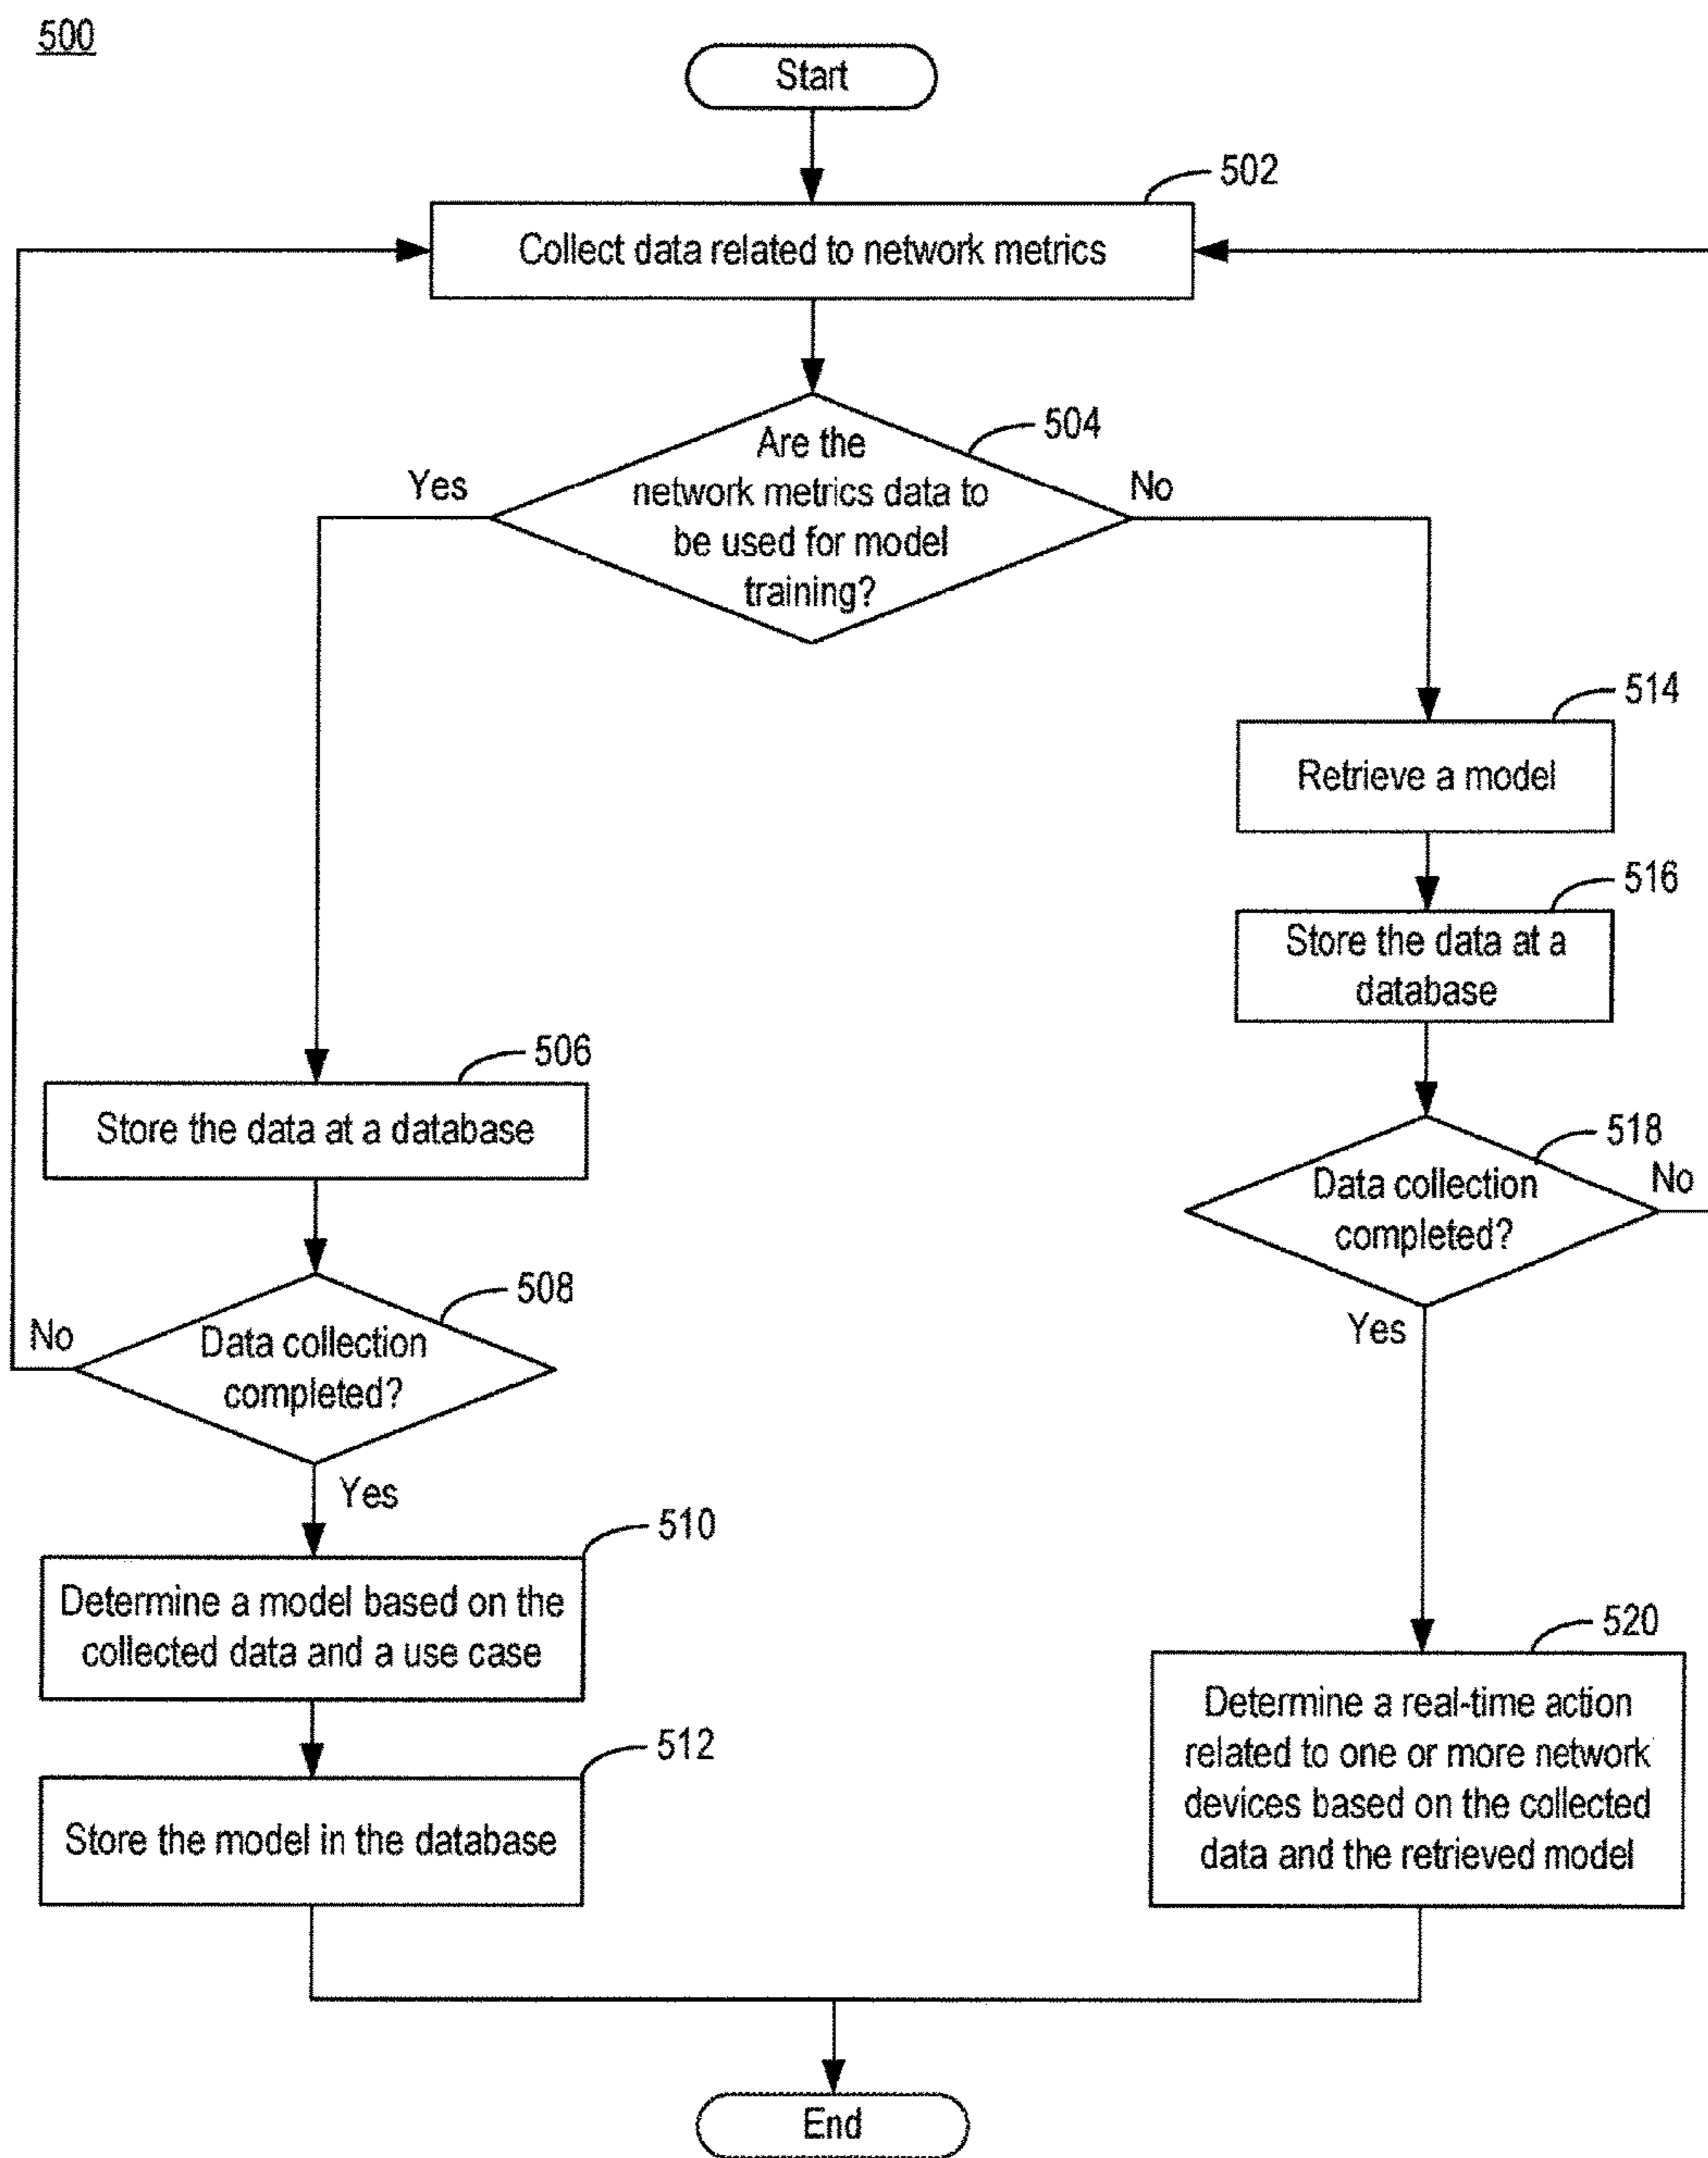 500
Start
502
Collect data related to network metrics
504
Are the
network metrics data to
be used for model
training?
Yes
No
514
Retrieve a model
516
Store the data at a
database
506
Store the data at a database
518
Data collection
completed?
No
Yes
508
Data collection
completed?
No
Yes
510
Determine a model based on the
collected data and a use case
512
Store the model in the database
520
Determine a real-time action
related to one or more network
devices based on the collected
data and the retrieved model
End